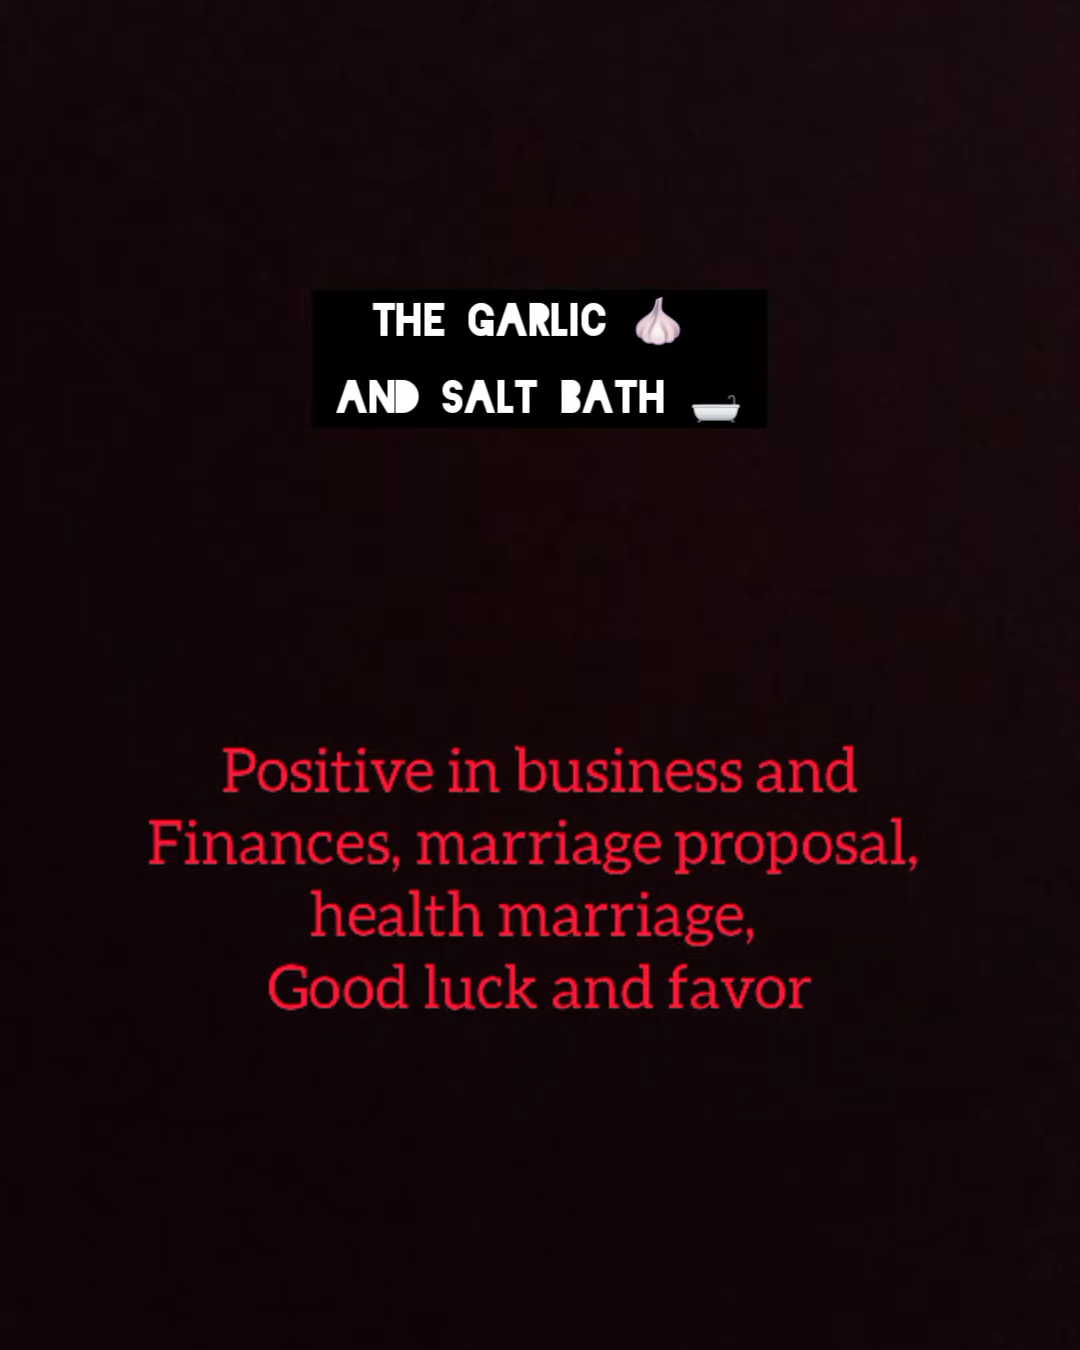 THE GARLIC 🧄
AND SALT BATH 🛁
Positive in business and
Finances, marriage proposal,
health marriage,
Good luck and favor